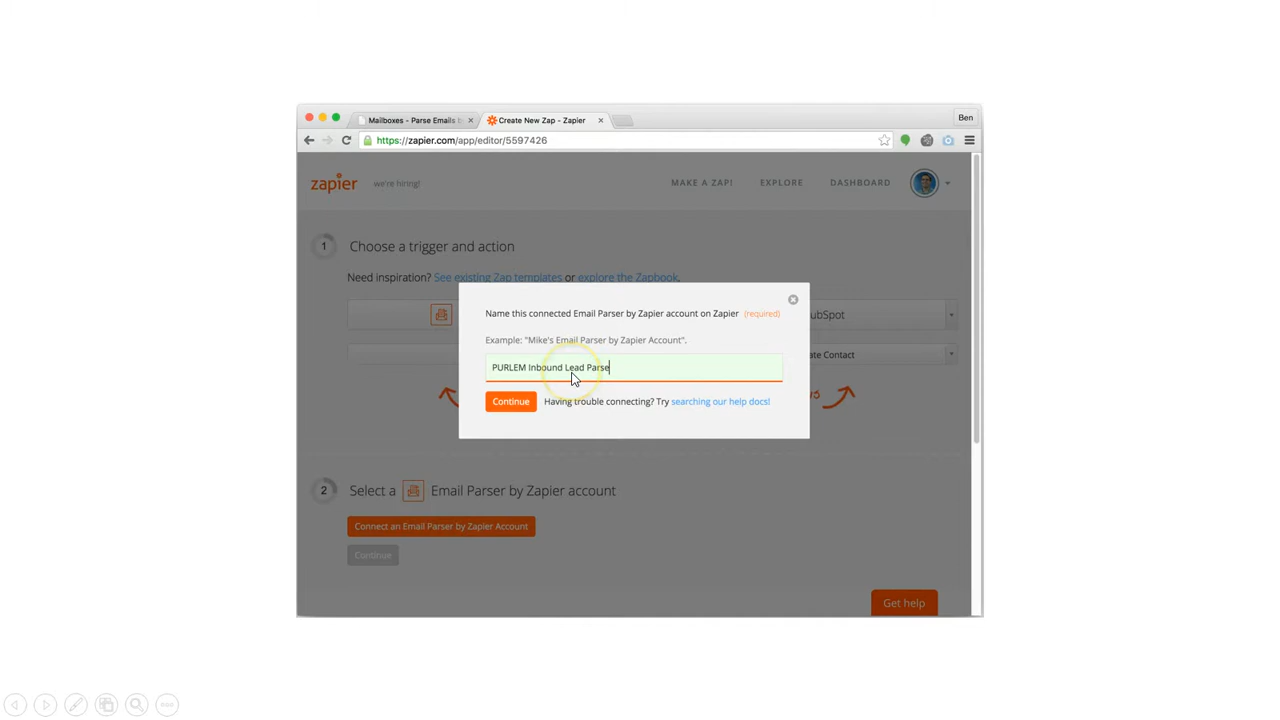 Mailboxes - Parse Emails b
Create New Zap - Zapier
Ben
https://zapier.com/app/editor/5597426
zapier
we're hiring!
MAKE A ZAP!
EXPLORE
DASHBOARD
1
Choose a trigger and action
Need inspiration? See existing Zap templates or explore the Zapbook.
ubSpot
ate Contact
Name this connected Email Parser by Zapier account on Zapier (required)
Example: "Mike's Email Parser by Zapier Account".
PURLEM Inbound Lead Parse
Continue
Having trouble connecting? Try searching our help docs!
2
Select a Email Parser by Zapier account
Connect an Email Parser by Zapier Account
Continue
Get help